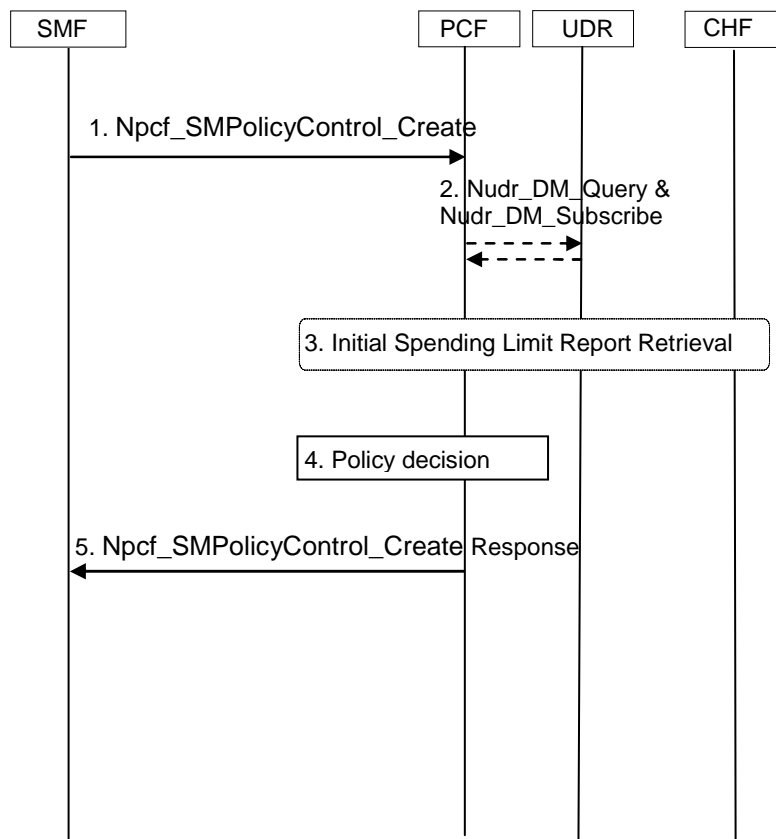 SMF
PCF
UDR
CHF
1. Npcf_SMPolicyControl_Create
2. Nudr_DM_Query &
Nudr_DM_Subscribe
3. Initial Spending Limit Report Retrieval
4. Policy decision
5. Npcf_SMPolicyControl_Create Response